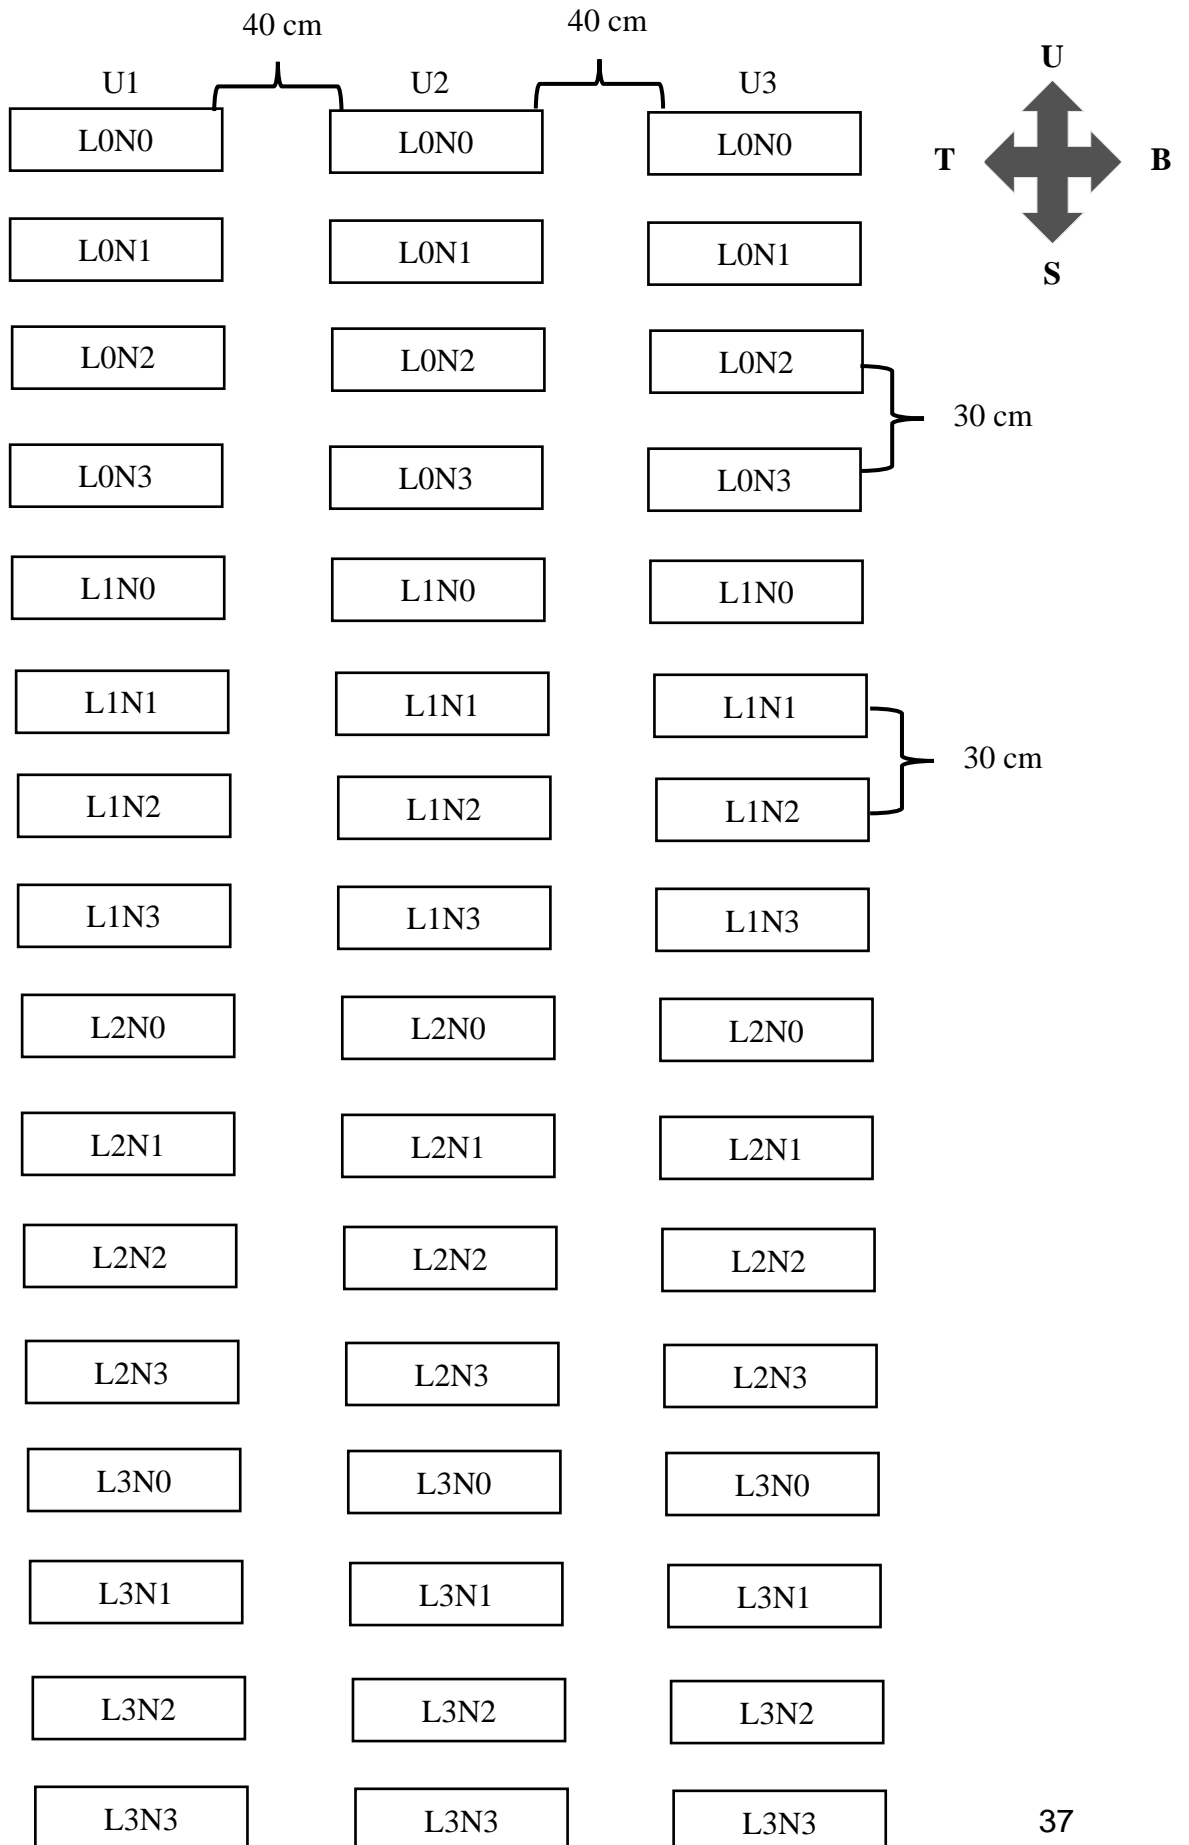 40 cm 40 cm
U1 U2 U3 U
L0N0 L0N0 L0N0 T B
L0N1 L0N1 L0N1 S
L0N2 L0N2 L0N2
30 cm
L0N3 L0N3 L0N3
L1N0 L1N0 L1N0
L1N1 L1N1 L1N1
30 cm
L1N2 L1N2 L1N2
L1N3 L1N3 L1N3
L2N0 L2N0 L2N0
L2N1 L2N1 L2N1
L2N2 L2N2 L2N2
L2N3 L2N3 L2N3
L3N0 L3N0 L3N0
L3N1 L3N1 L3N1
L3N2 L3N2 L3N2
L3N3 L3N3 L3N3 37